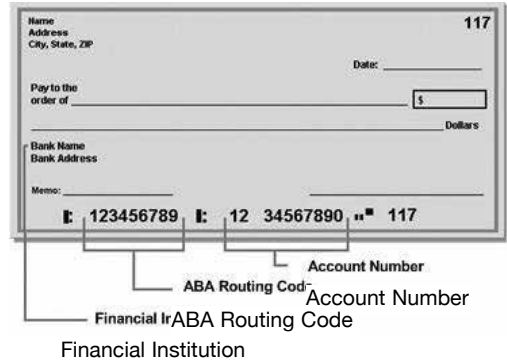 Name
117
Address
City, State, ZIP
Date:
Pay to the
order of
$
Dollars
Bank Name
Bank Address
Memo:
⑆ 123456789 ⑆ 12 34567890 ⑈ 117
Account Number
ABA Routing Cod
Account Number
Financial Ir
ABA Routing Code
Financial Institution